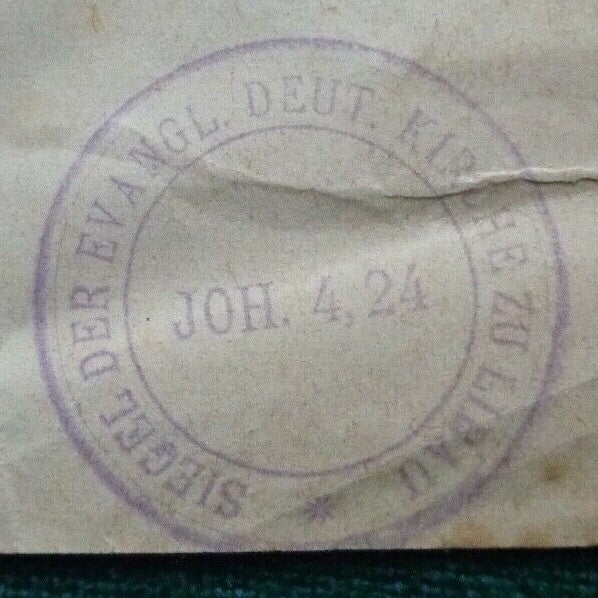 SIEGEL DER EVANGL. DEUT. KIRCHE ZU LIBAU
JOH. 4, 24